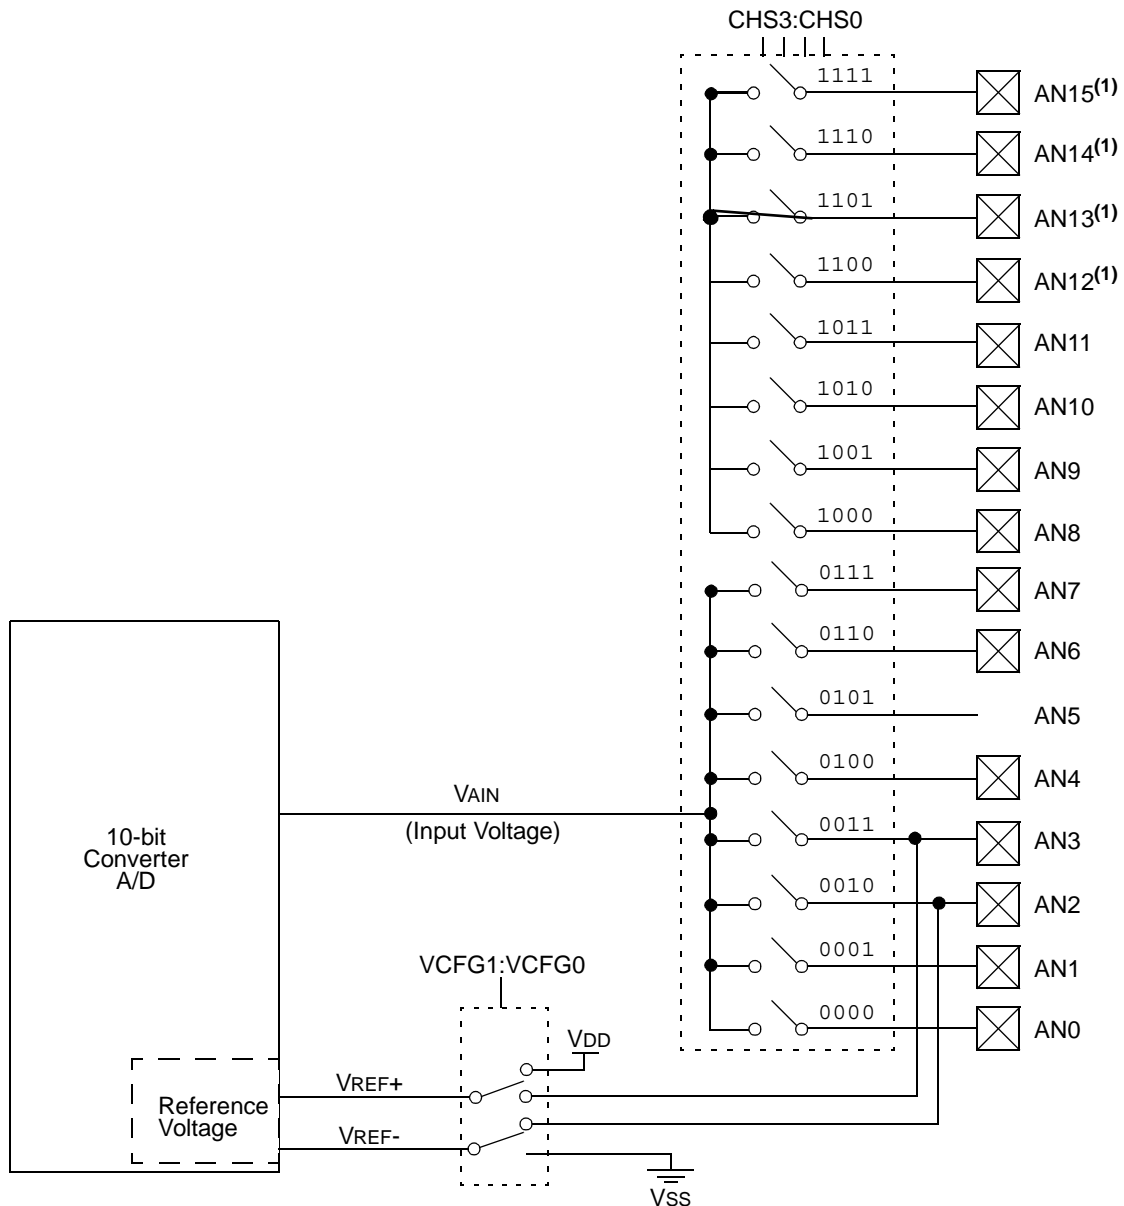 CHS3:CHS0
1111 AN15(1)
1110 AN14(1)
1101 AN13(1)
1100 AN12(1)
1011 AN11
1010 AN10
1001 AN9
1000 AN8
0111 AN7
0110 AN6
0101 AN5
0100 AN4
VAIN
(Input Voltage)
0011 AN3
10-bit
Converter
A/D
0010 AN2
0001 AN1
VCFG1:VCFG0
0000 AN0
VDD
VREF+
Reference
Voltage
VREF-
VSS